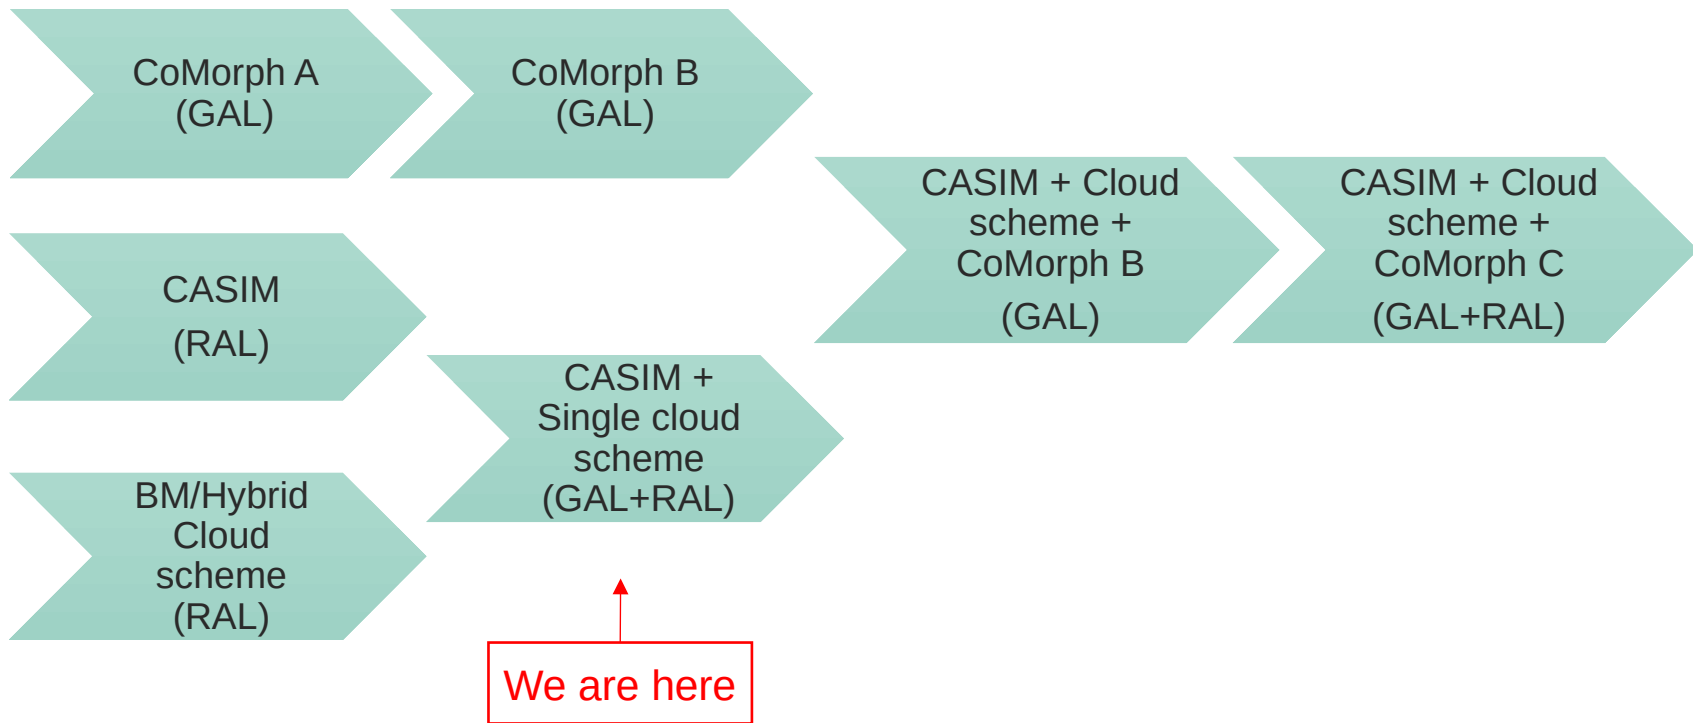 CoMorph A
(GAL)
CoMorph B
(GAL)
CASIM + Cloud
scheme +
CoMorph B
(GAL)
CASIM + Cloud
scheme +
CoMorph C
(GAL+RAL)
CASIM
(RAL)
CASIM +
Single cloud
scheme
(GAL+RAL)
BM/Hybrid
Cloud
scheme
(RAL)
We are here